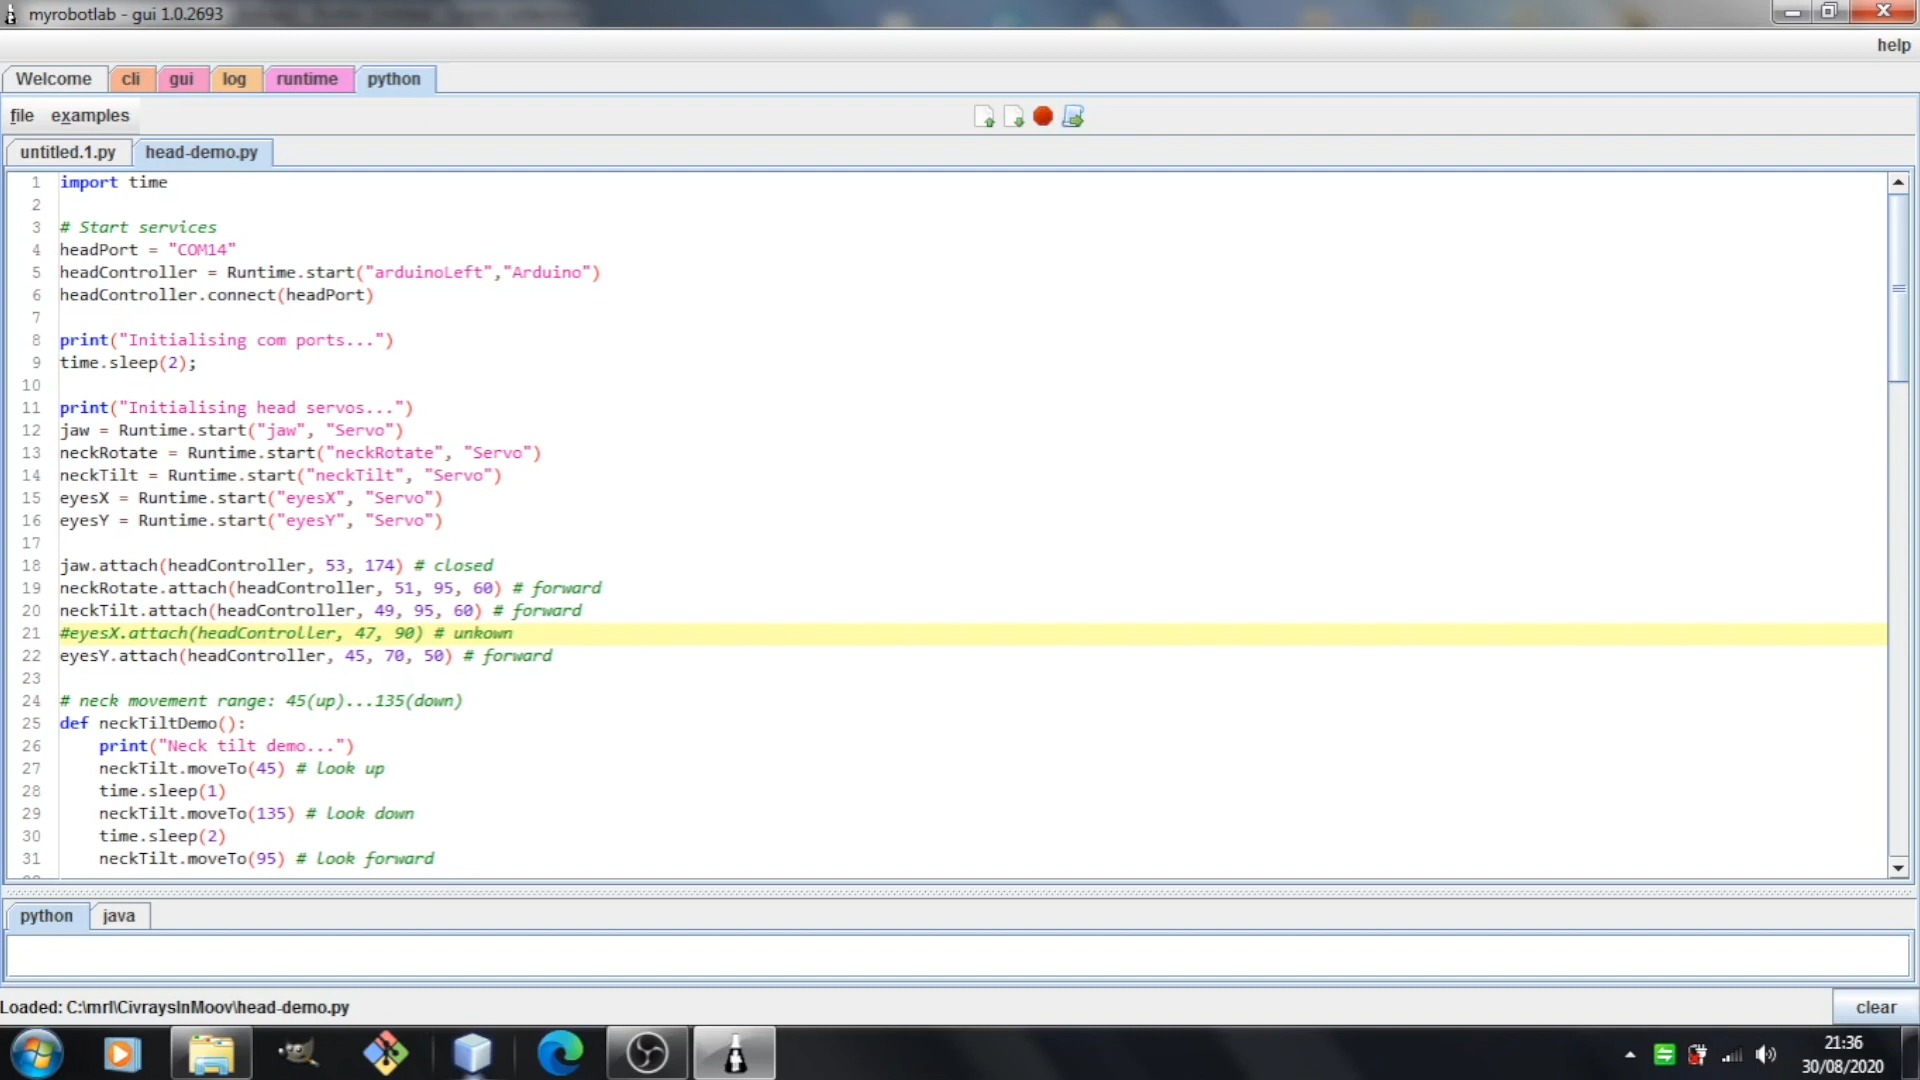 myrobotlab - gui 1.0.2693
help
Welcome cli gui log runtime python
file examples
untitled.1.py head-demo.py
1 import time
2
3 # Start services
4 headPort = "COM14"
5 headController = Runtime.start("arduinoLeft","Arduino")
6 headController.connect(headPort)
7
8 print("Initialising com ports...")
9 time.sleep(2);
10
11 print("Initialising head servos...")
12 jaw = Runtime.start("jaw", "Servo")
13 neckRotate = Runtime.start("neckRotate", "Servo")
14 neckTilt = Runtime.start("neckTilt", "Servo")
15 eyesX = Runtime.start("eyesX", "Servo")
16 eyesY = Runtime.start("eyesY", "Servo")
17
18 jaw.attach(headController, 53, 174) # closed
19 neckRotate.attach(headController, 51, 95, 60) # forward
20 neckTilt.attach(headController, 49, 95, 60) # forward
21 #eyesX.attach(headController, 47, 90) # unkown
22 eyesY.attach(headController, 45, 70, 50) # forward
23
24 # neck movement range: 45(up)...135(down)
25 def neckTiltDemo():
26 print("Neck tilt demo...")
27 neckTilt.moveTo(45) # look up
28 time.sleep(1)
29 neckTilt.moveTo(135) # look down
30 time.sleep(2)
31 neckTilt.moveTo(95) # look forward
python java
Loaded: C:\mrl\CivraysInMoov\head-demo.py
clear
21:36
30/08/2020